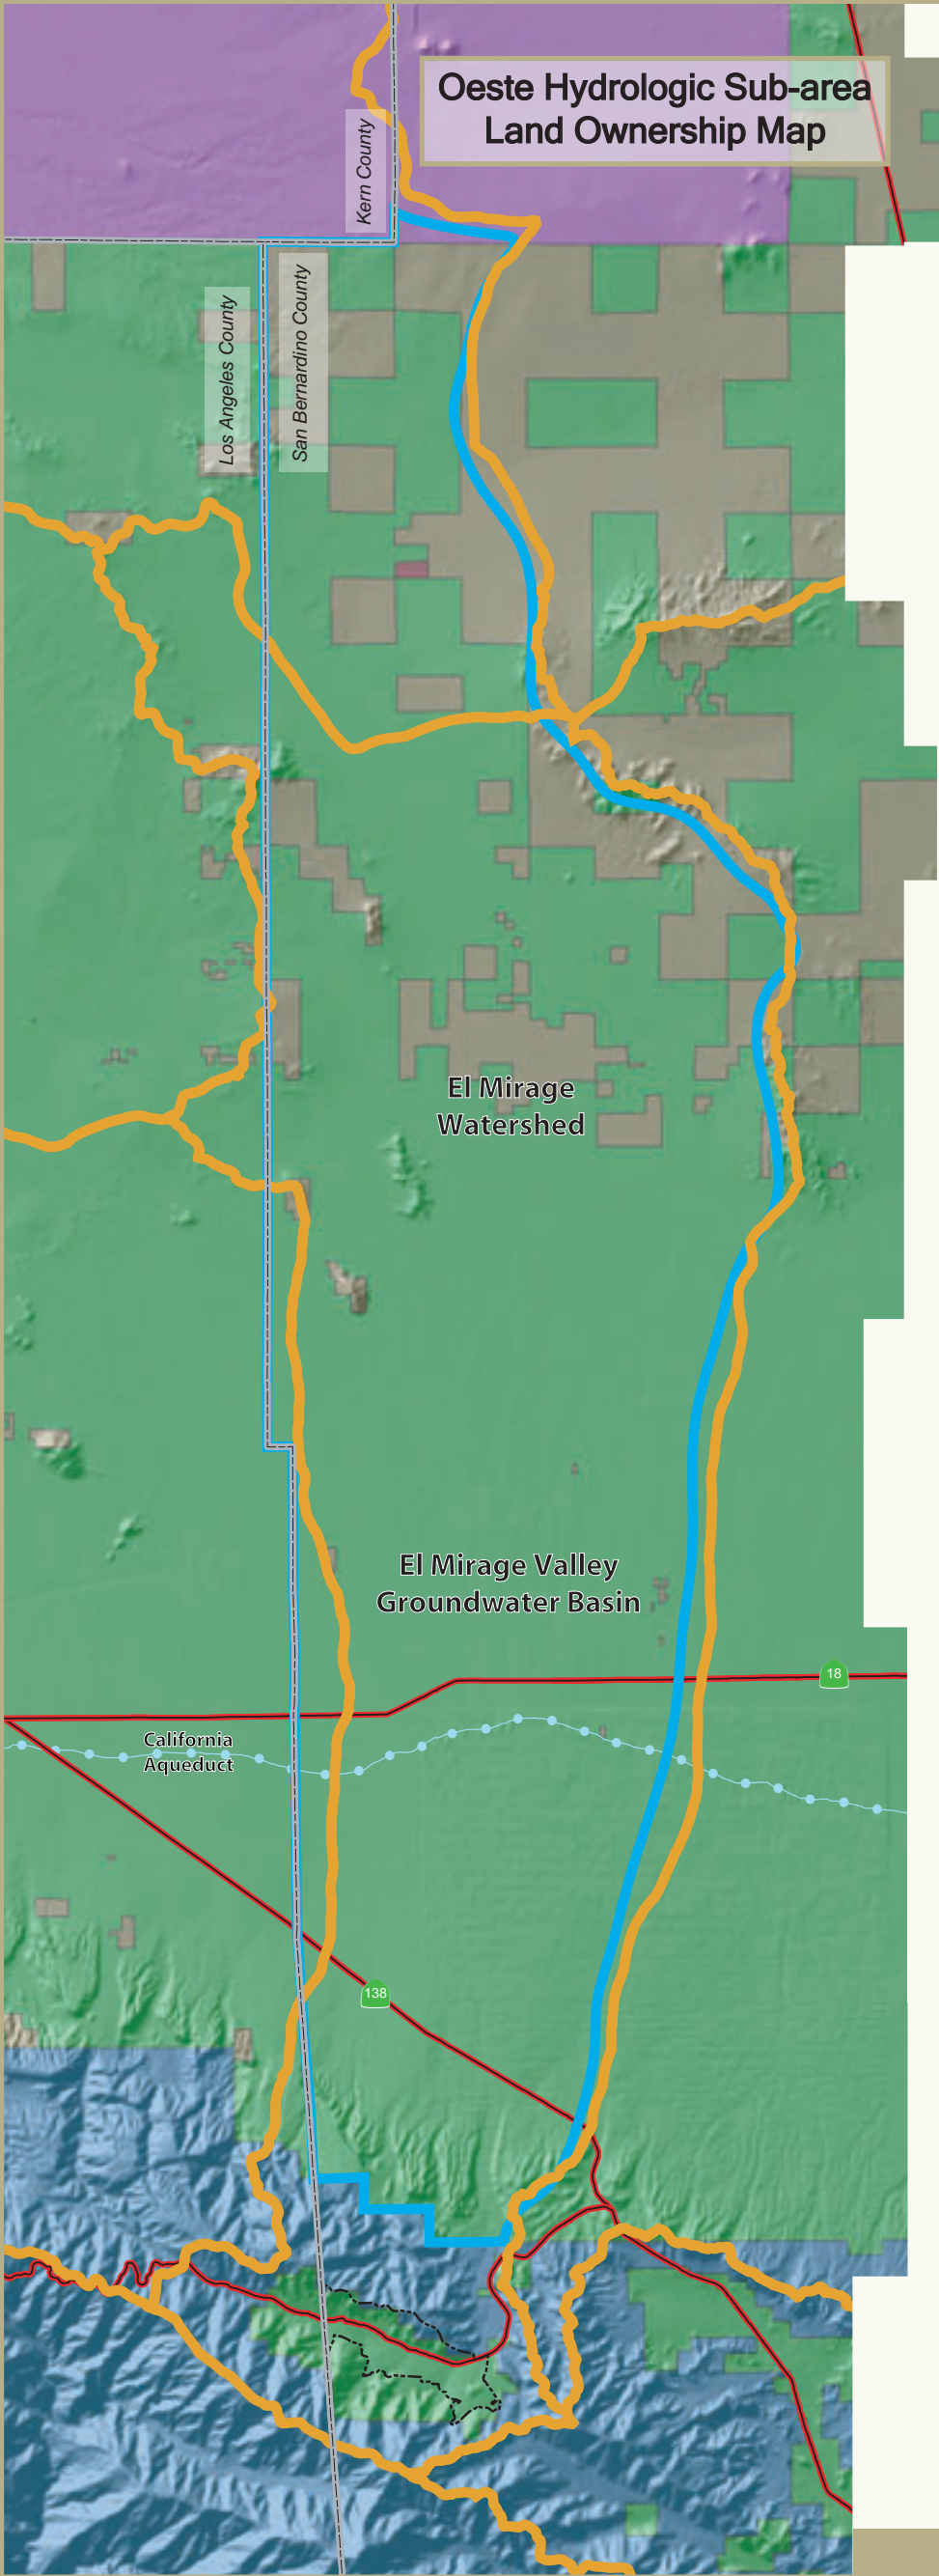 Oeste Hydrologic Sub-area
Land Ownership Map
Kern County
Los Angeles County
San Bernardino County
El Mirage
Watershed
El Mirage Valley
Groundwater Basin
18
California
Aqueduct
138